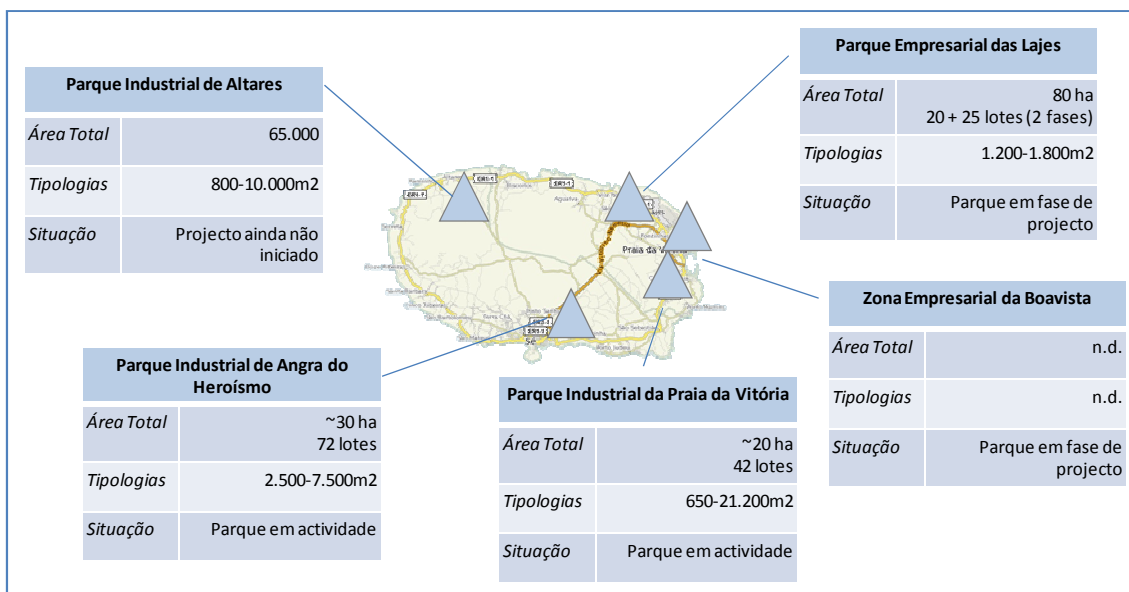 Parque Empresarial das Lajes
Área Total 80 ha
20 + 25 lotes (2 fases)
Tipologias 1.200-1.800m2
Situação Parque em fase de
projecto
Parque Industrial de Altares
Área Total 65.000
Tipologias 800-10.000m2
Situação Projecto ainda não
iniciado
Zona Empresarial da Boavista
Área Total n.d.
Tipologias n.d.
Situação Parque em fase de
projecto
Parque Industrial de Angra do
Heroísmo
Área Total ~30 ha
72 lotes
Tipologias 2.500-7.500m2
Situação Parque em actividade
Parque Industrial da Praia da Vitória
Área Total ~20 ha
42 lotes
Tipologias 650-21.200m2
Situação Parque em actividade